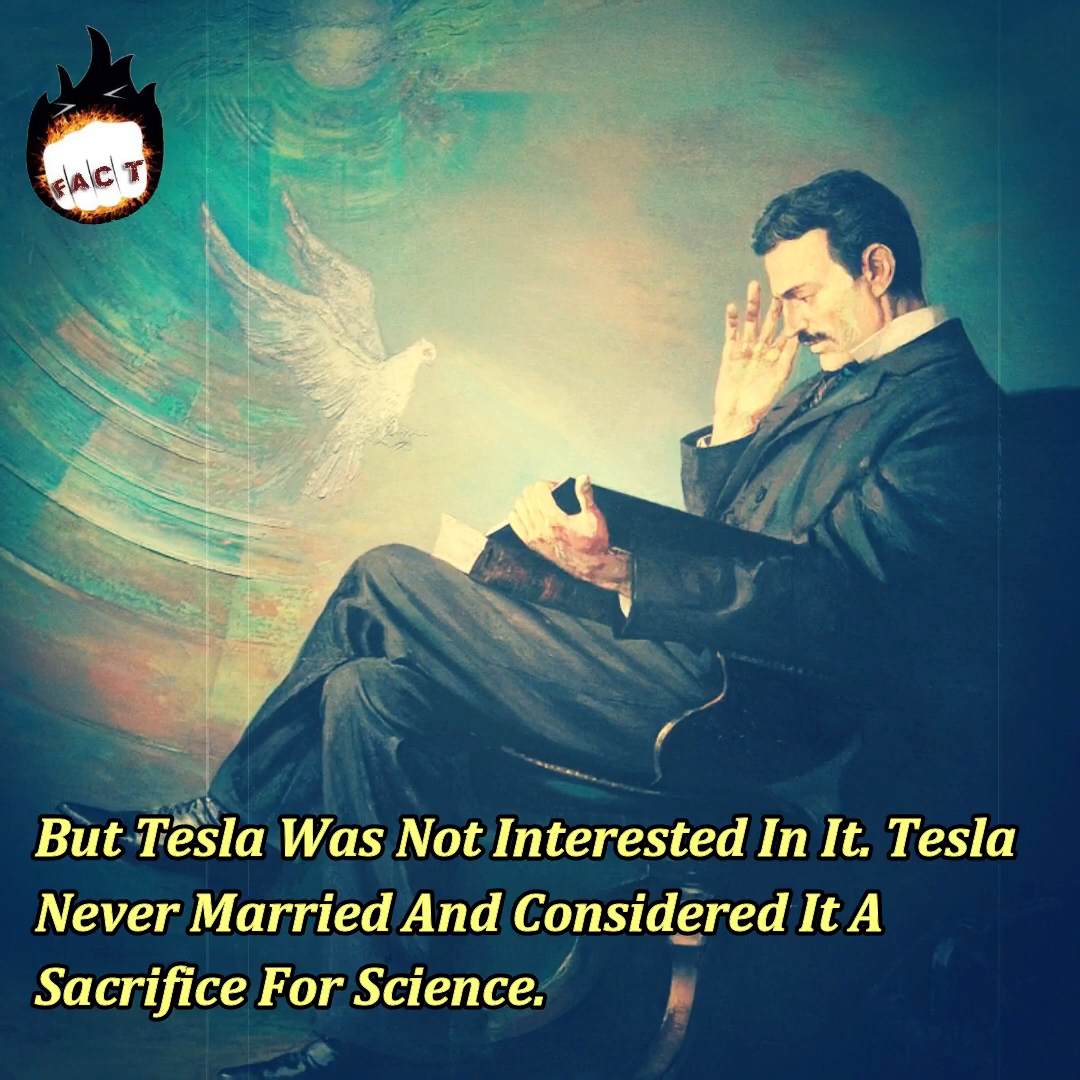 FACT
But Tesla Was Not Interested In It. Tesla
Never Married And Considered It A
Sacrifice For Science.